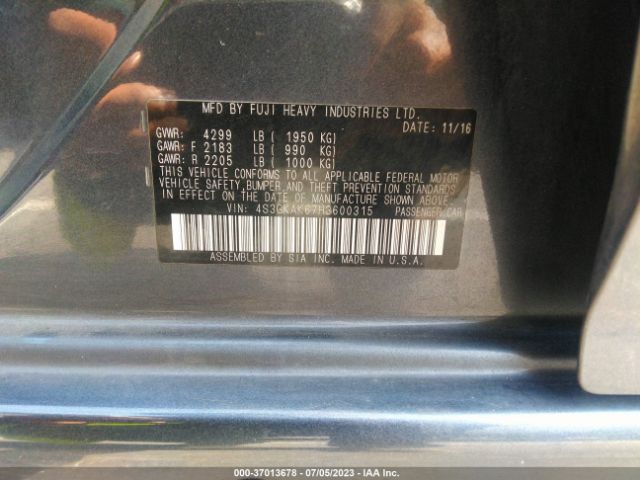 MFD BY FUJI HEAVY INDUSTRIES LTD.
DATE: 11/16
GVWR: 4299 LB ( 1950 KG)
GAWR: F 2183 LB ( 990 KG)
GAWR: R 2205 LB ( 1000 KG)
THIS VEHICLE CONFORMS TO ALL APPLICABLE FEDERAL MOTOR
VEHICLE SAFETY,BUMPER,AND THEFT PREVENTION STANDARDS
IN EFFECT ON THE DATE OF MANUFACTURE SHOWN ABOVE.
VIN: 4S3GKAK67H3600315 PASSENGER CAR
ASSEMBLED BY SIA INC. MADE IN U.S.A.
000-37013678 / 07/05/2023 - IAA Inc.